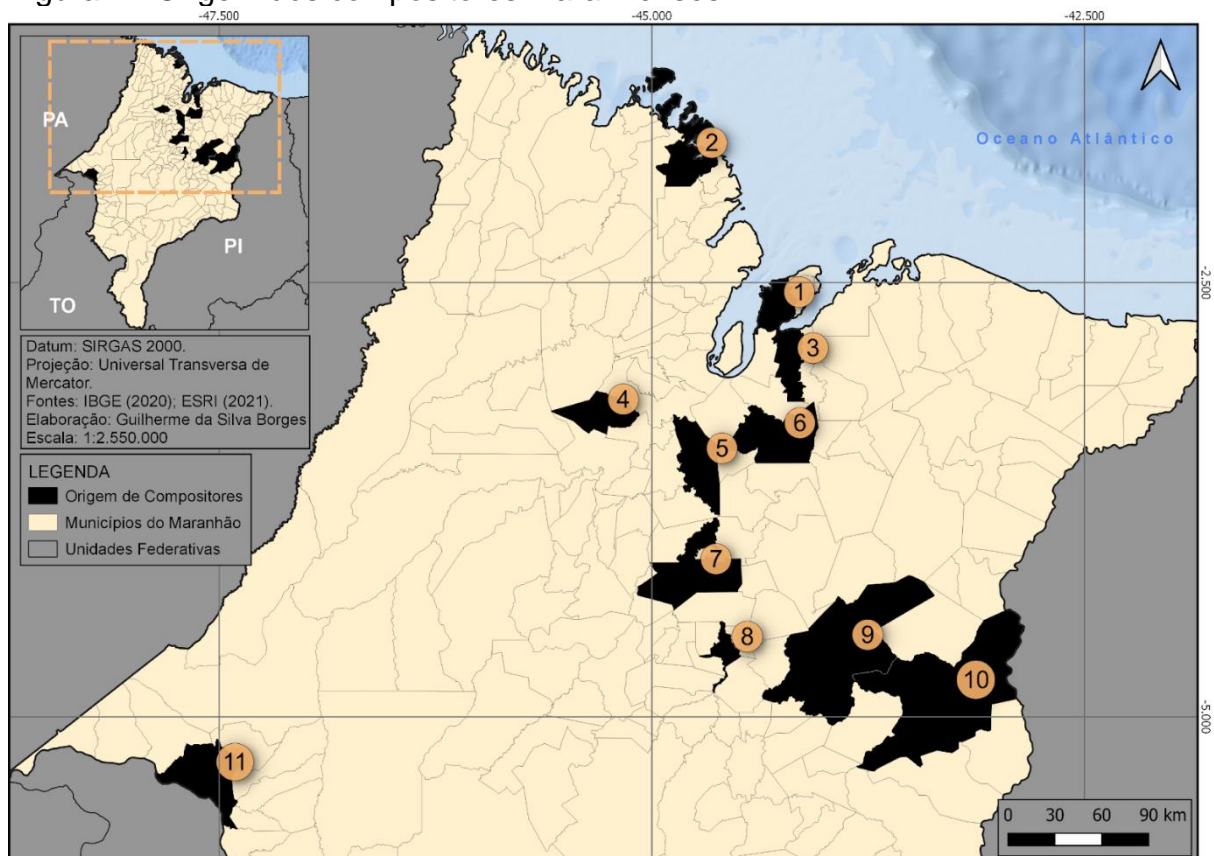 -47.500
-45.000
-42.500
PA
PI
TO
Oceano Atlântico
2
1
-2.500
3
Datum: SIRGAS 2000.
Projeção: Universal Transversa de
Mercator.
Fontes: IBGE (2020); ESRI (2021).
Elaboração: Guilherme da Silva Borges
Escala: 1:2.550.000
4
6
5
LEGENDA
Origem de Compositores
Municípios do Maranhão
Unidades Federativas
7
8
9
10
-5.000
11
0 30 60 90 km